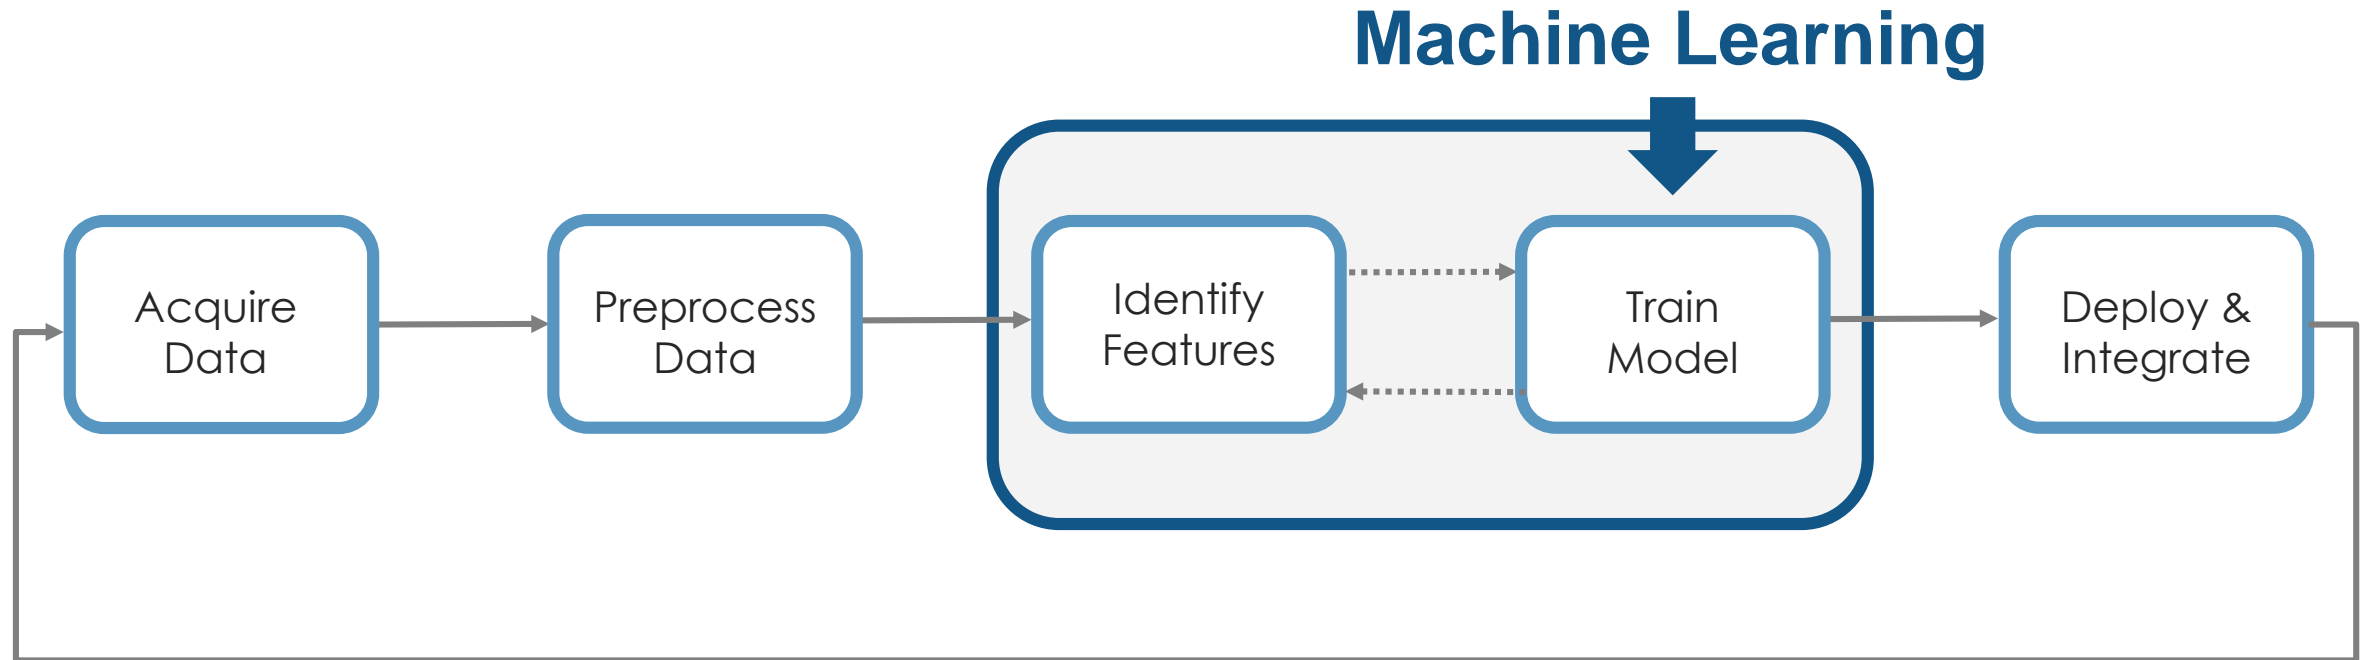 Machine Learning
Acquire
Data
Preprocess
Data
Identify
Features
Train
Model
Deploy &
Integrate